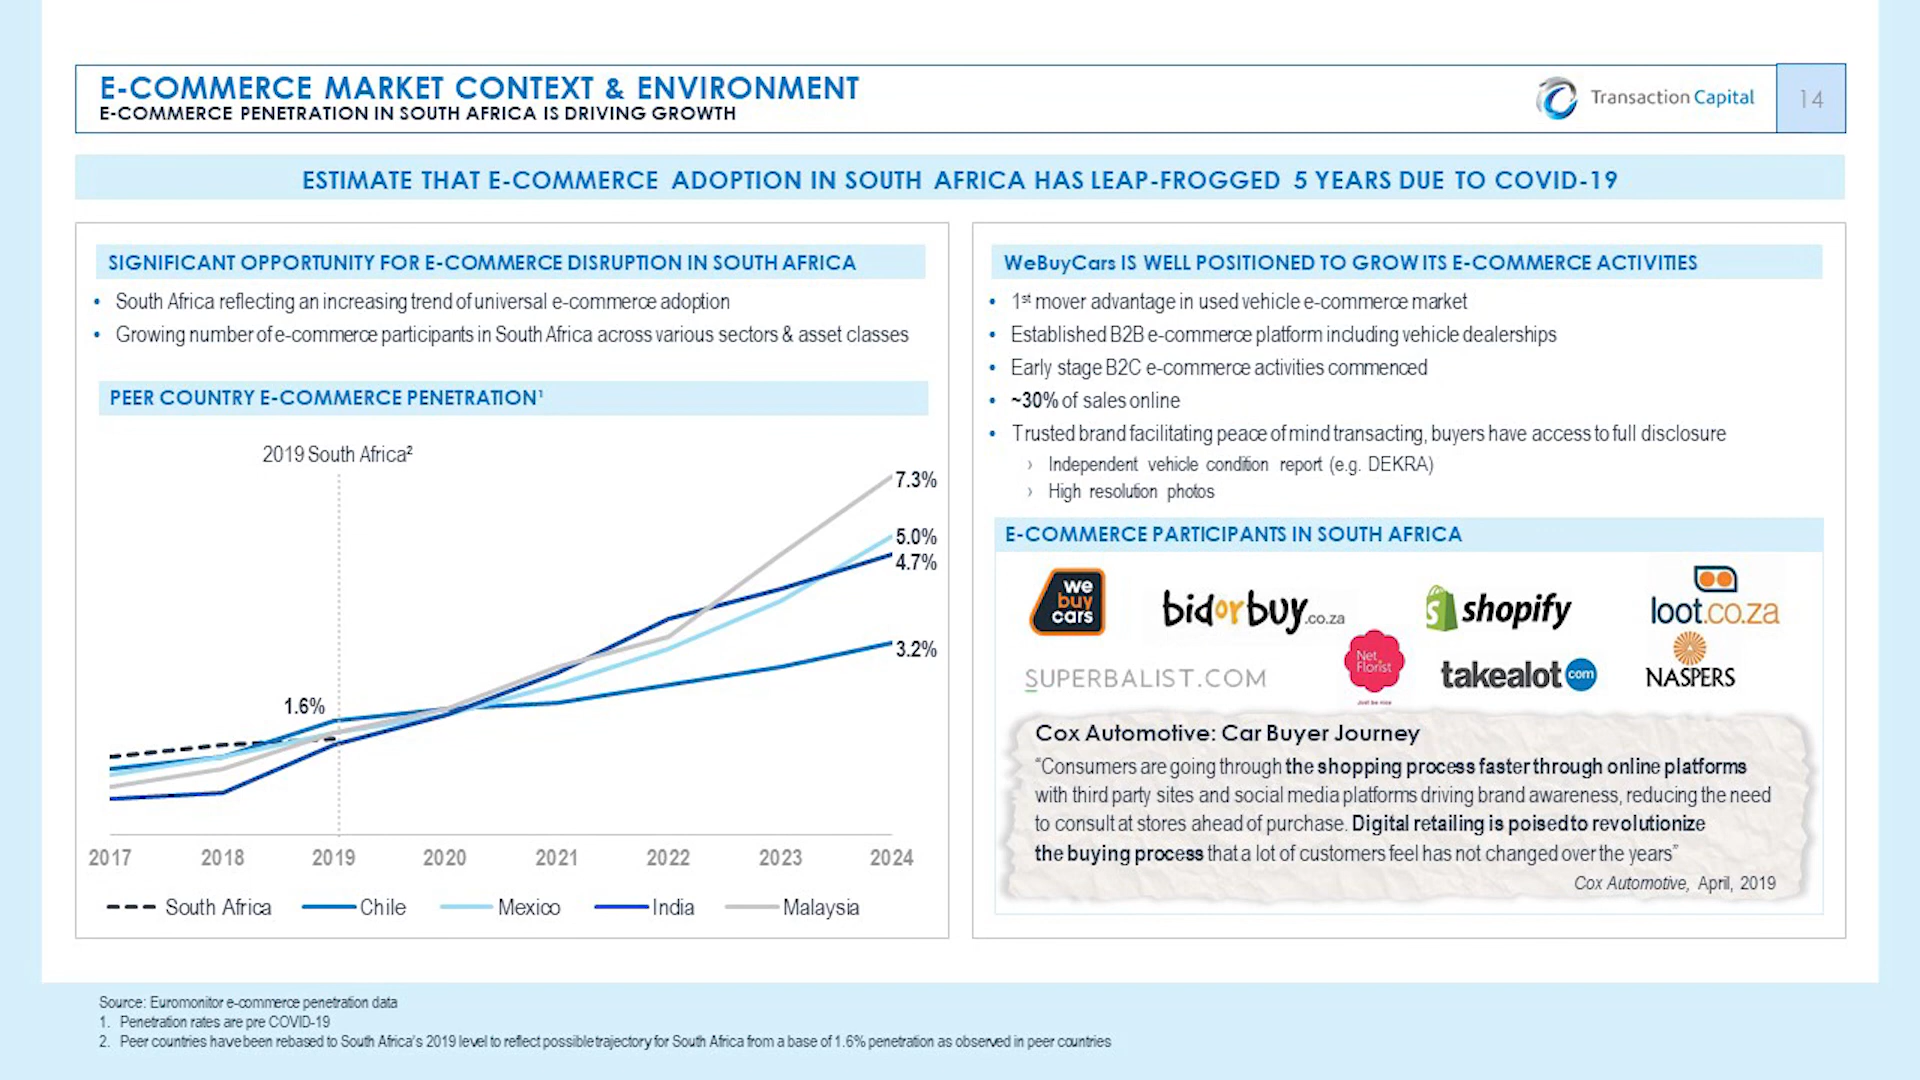 E-COMMERCE MARKET CONTEXT & ENVIRONMENT
E-COMMERCE PENETRATION IN SOUTH AFRICA IS DRIVING GROWTH
Transaction Capital
14
ESTIMATE THAT E-COMMERCE ADOPTION IN SOUTH AFRICA HAS LEAP-FROGGED 5 YEARS DUE TO COVID-19
SIGNIFICANT OPPORTUNITY FOR E-COMMERCE DISRUPTION IN SOUTH AFRICA
• South Africa reflecting an increasing trend of universal e-commerce adoption
• Growing number of e-commerce participants in South Africa across various sectors & asset classes
PEER COUNTRY E-COMMERCE PENETRATION¹
2019 South Africa²
7.3%
5.0%
4.7%
3.2%
1.6%
2017 2018 2019 2020 2021 2022 2023 2024
South Africa Chile Mexico India Malaysia
WeBuyCars IS WELL POSITIONED TO GROW ITS E-COMMERCE ACTIVITIES
• 1st mover advantage in used vehicle e-commerce market
• Established B2B e-commerce platform including vehicle dealerships
• Early stage B2C e-commerce activities commenced
• ~30% of sales online
• Trusted brand facilitating peace of mind transacting, buyers have access to full disclosure
› Independent vehicle condition report (e.g. DEKRA)
› High resolution photos
E-COMMERCE PARTICIPANTS IN SOUTH AFRICA
we
buy
cars
bidorbuy.co.za
S shopify
loot.co.za
SUPERBALIST.COM
Net
Florist
Just be nice
takealot com
NASPERS
Cox Automotive: Car Buyer Journey
“Consumers are going through the shopping process faster through online platforms
with third party sites and social media platforms driving brand awareness, reducing the need
to consult at stores ahead of purchase. Digital retailing is poised to revolutionize
the buying process that a lot of customers feel has not changed over the years”
Cox Automotive, April, 2019
Source: Euromonitor e-commerce penetration data
1. Penetration rates are pre COVID-19
2. Peer countries have been rebased to South Africa's 2019 level to reflect possible trajectory for South Africa from a base of 1.6% penetration as observed in peer countries